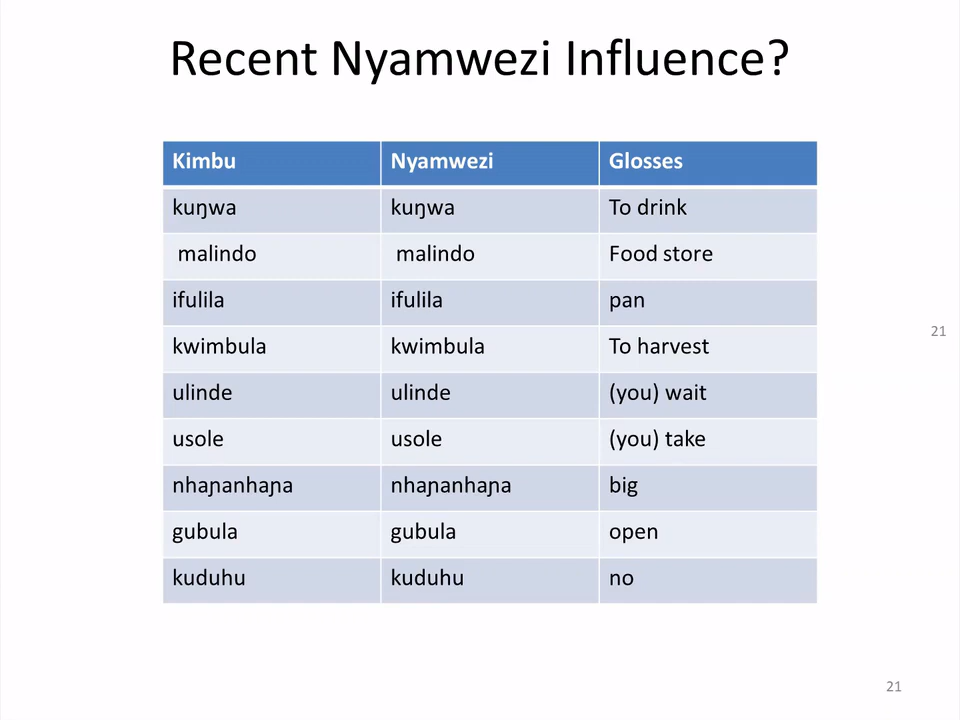 Recent Nyamwezi Influence?
Kimbu Nyamwezi Glosses
kuŋwa kuŋwa To drink
malindo malindo Food store
ifulila ifulila pan
kwimbula kwimbula To harvest
ulinde ulinde (you) wait
usole usole (you) take
nhaɲanhaɲa nhaɲanhaɲa big
gubula gubula open
kuduhu kuduhu no
21
21